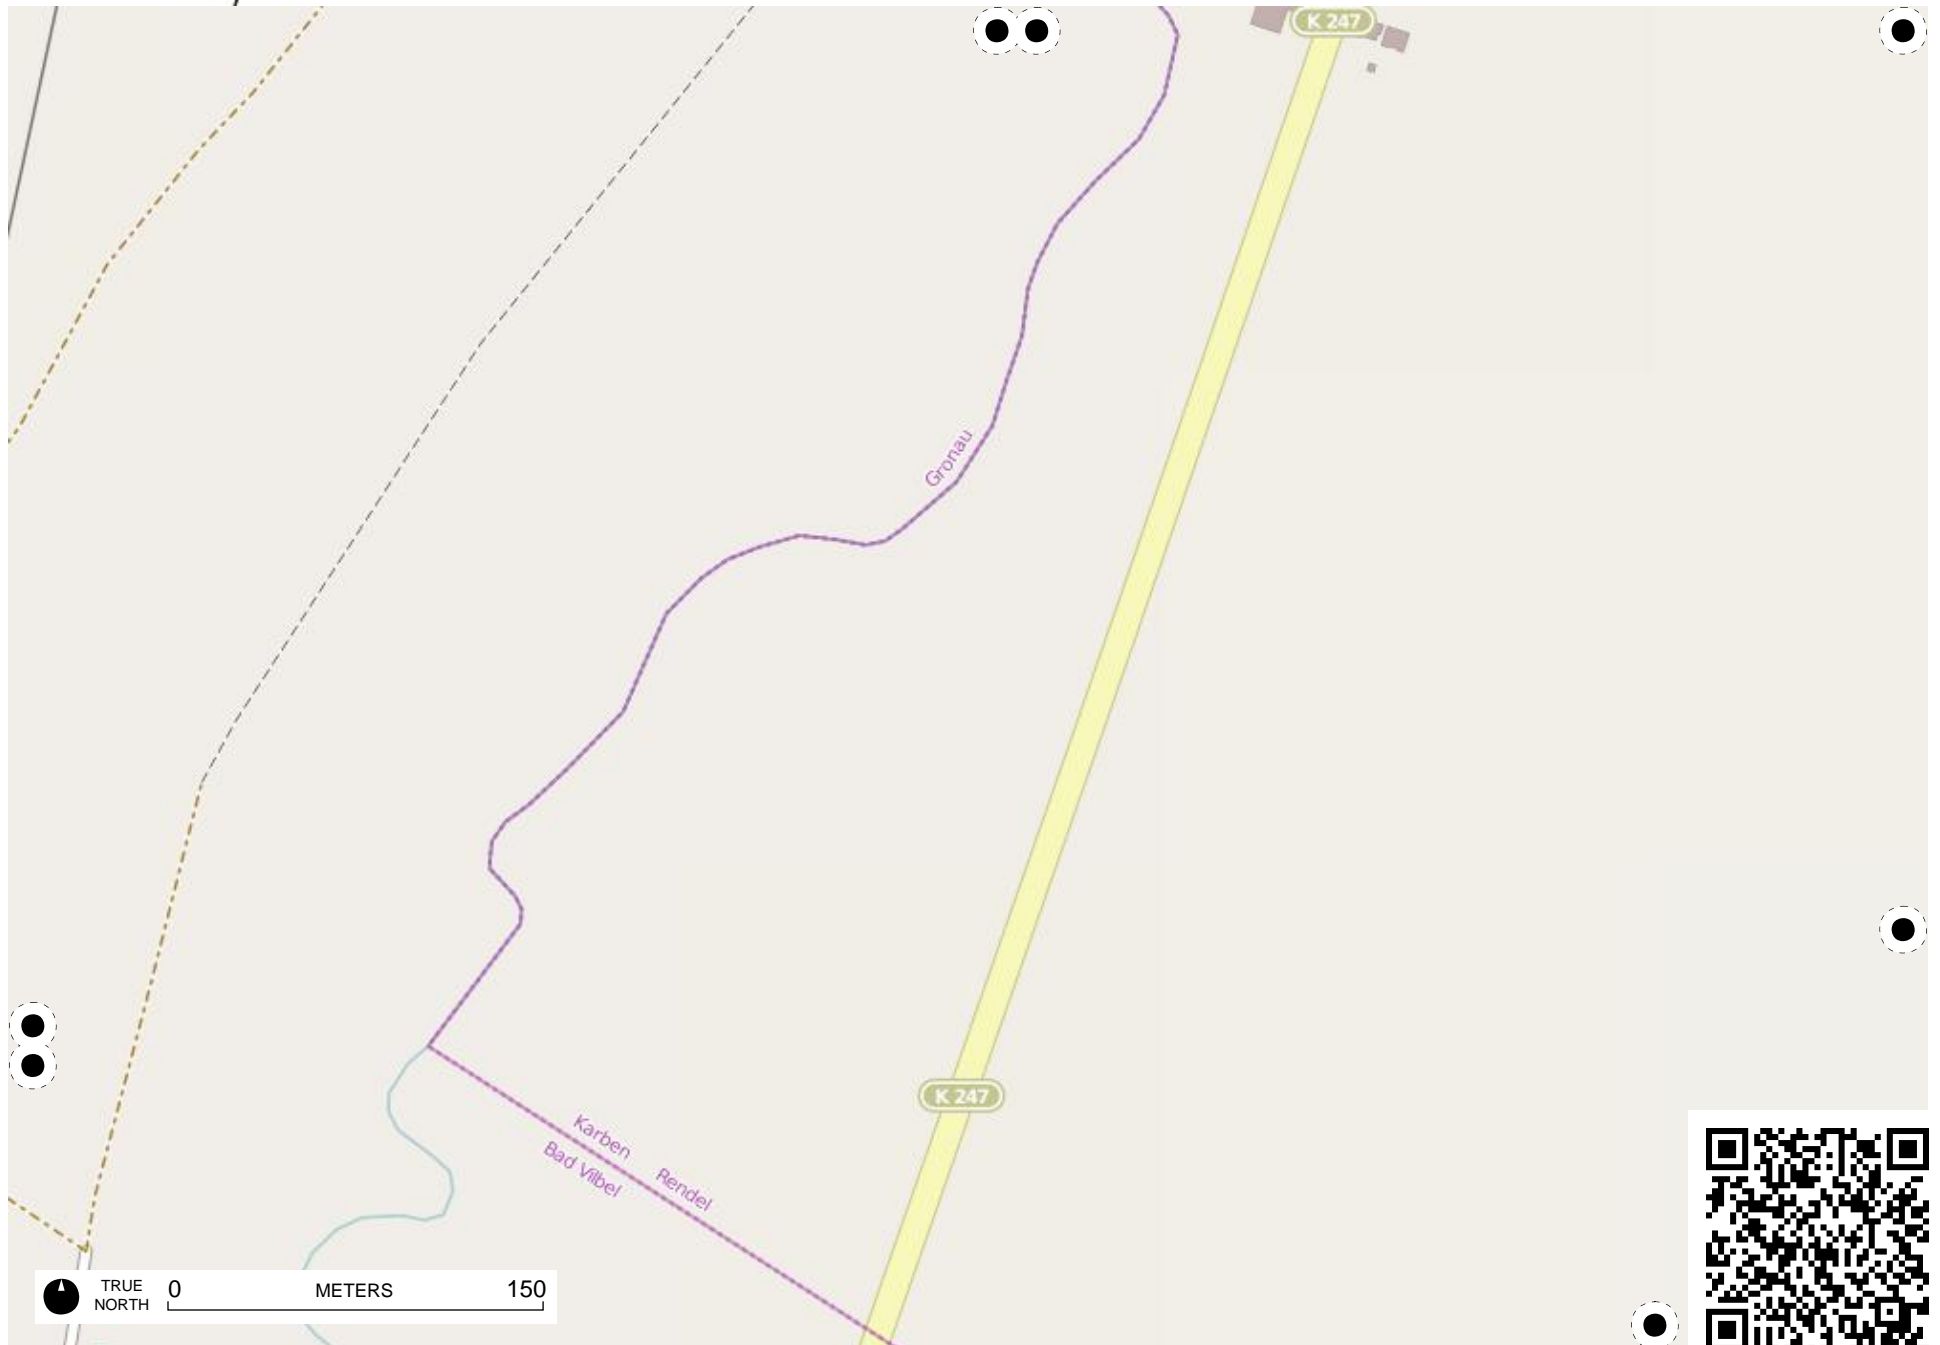 K 247
Gronau
K 247
Karben
Rendel
Bad Vilbel
TRUE NORTH
0 METERS 150